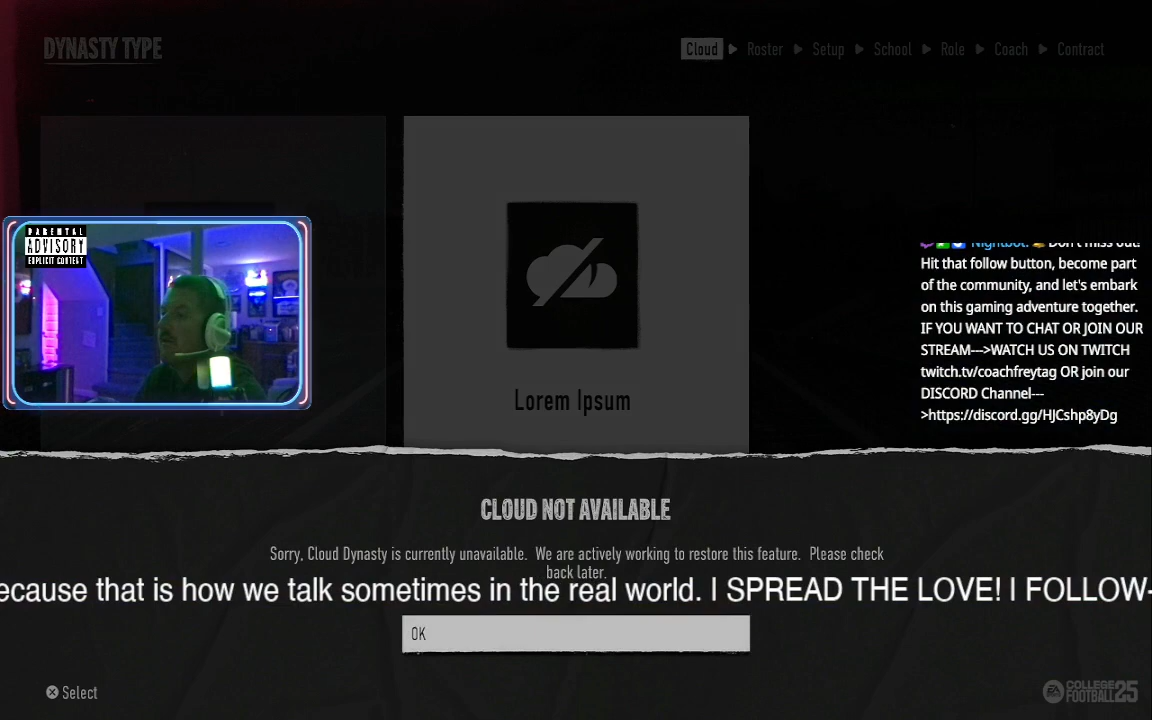 DYNASTY TYPE
Cloud ▶ Roster ▶ Setup ▶ School ▶ Role ▶ Coach ▶ Contract
PARENTAL
ADVISORY
EXPLICIT CONTENT
Nightbot: Don't miss out!
Hit that follow button, become part
of the community, and let's embark
on this gaming adventure together.
IF YOU WANT TO CHAT OR JOIN OUR
STREAM--->WATCH US ON TWITCH
twitch.tv/coachfreytag OR join our
DISCORD Channel---
>https://discord.gg/HJCshp8yDg
Lorem Ipsum
CLOUD NOT AVAILABLE
Sorry, Cloud Dynasty is currently unavailable. We are actively working to restore this feature. Please check
back later.
ecause that is how we talk sometimes in the real world. I SPREAD THE LOVE! I FOLLOW-
OK
Select
EA COLLEGE
FOOTBALL 25